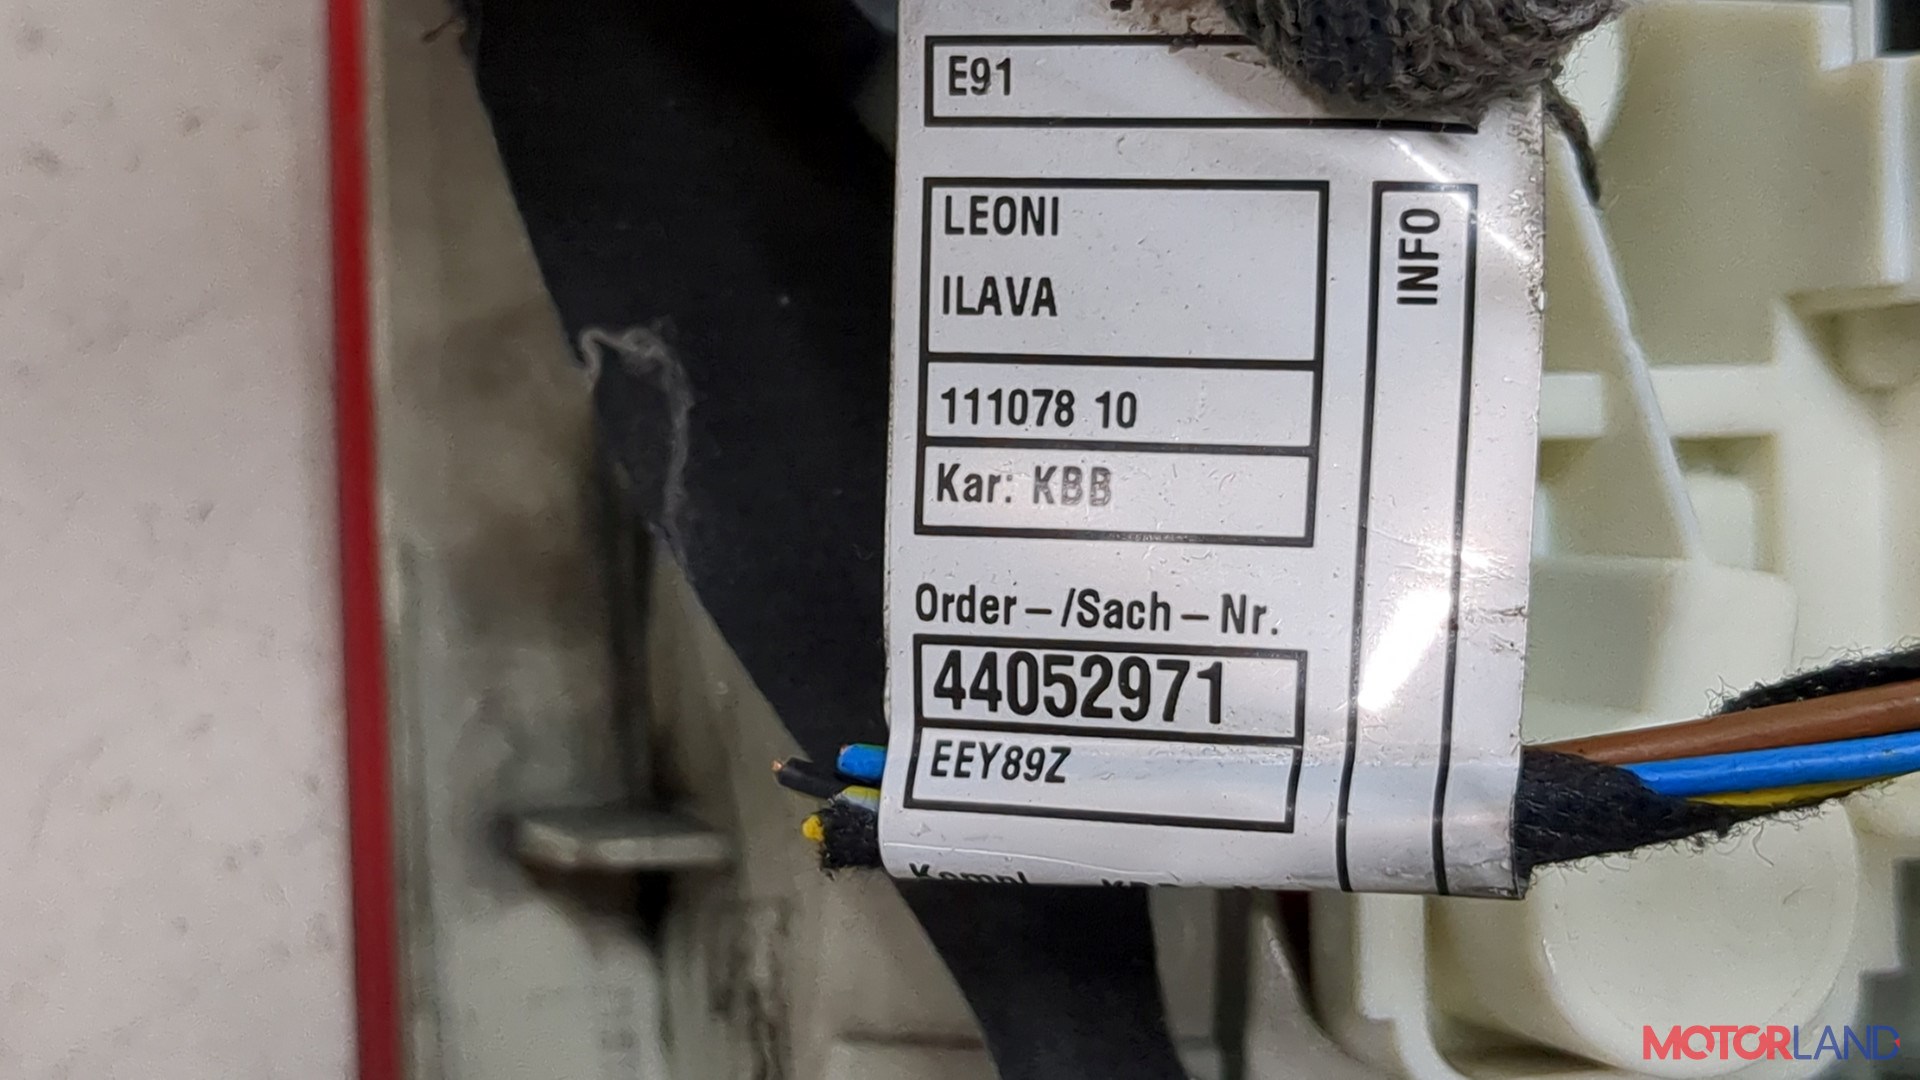 E91
LEONI
ILAVA
INFO
111078 10
Kar: KBB
Order-/Sach-Nr.
44052971
EEY89Z
MOTORLAND